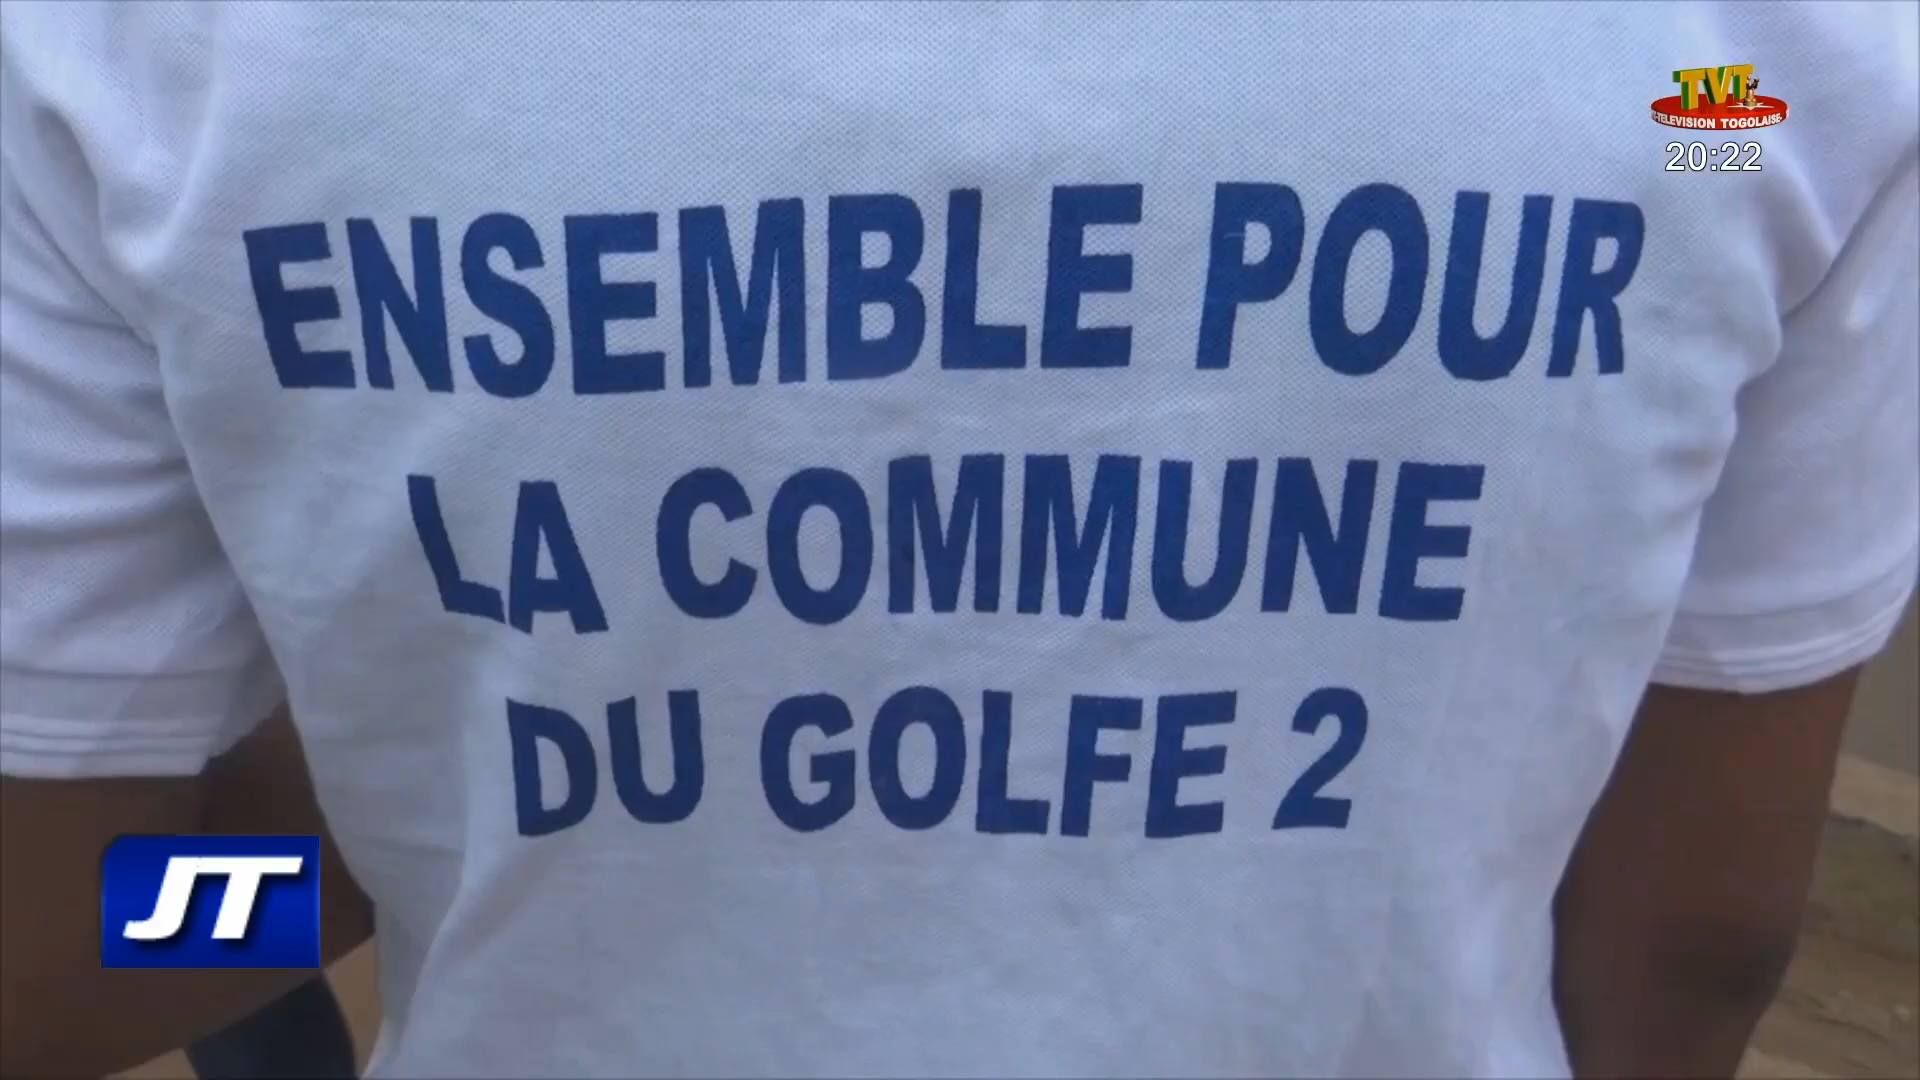 TVT
TELEVISION TOGOLAISE
20:22
ENSEMBLE POUR
LA COMMUNE
DU GOLFE 2
JT